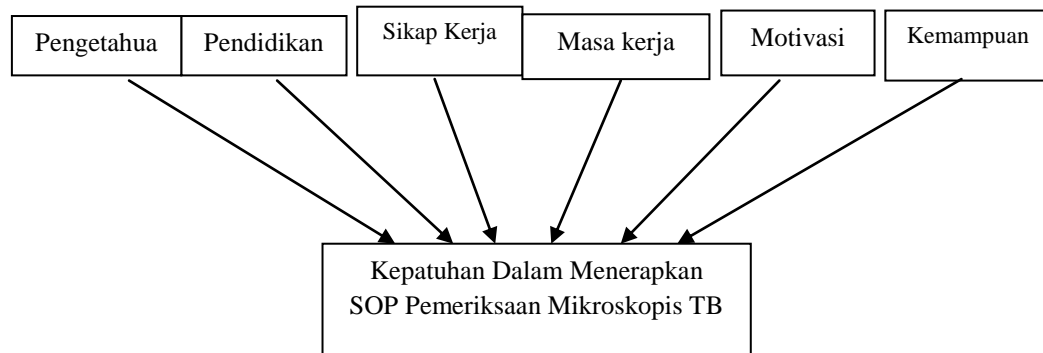 Pengetahua
Pendidikan
Sikap Kerja
Masa kerja
Motivasi
Kemampuan
Kepatuhan Dalam Menerapkan
SOP Pemeriksaan Mikroskopis TB